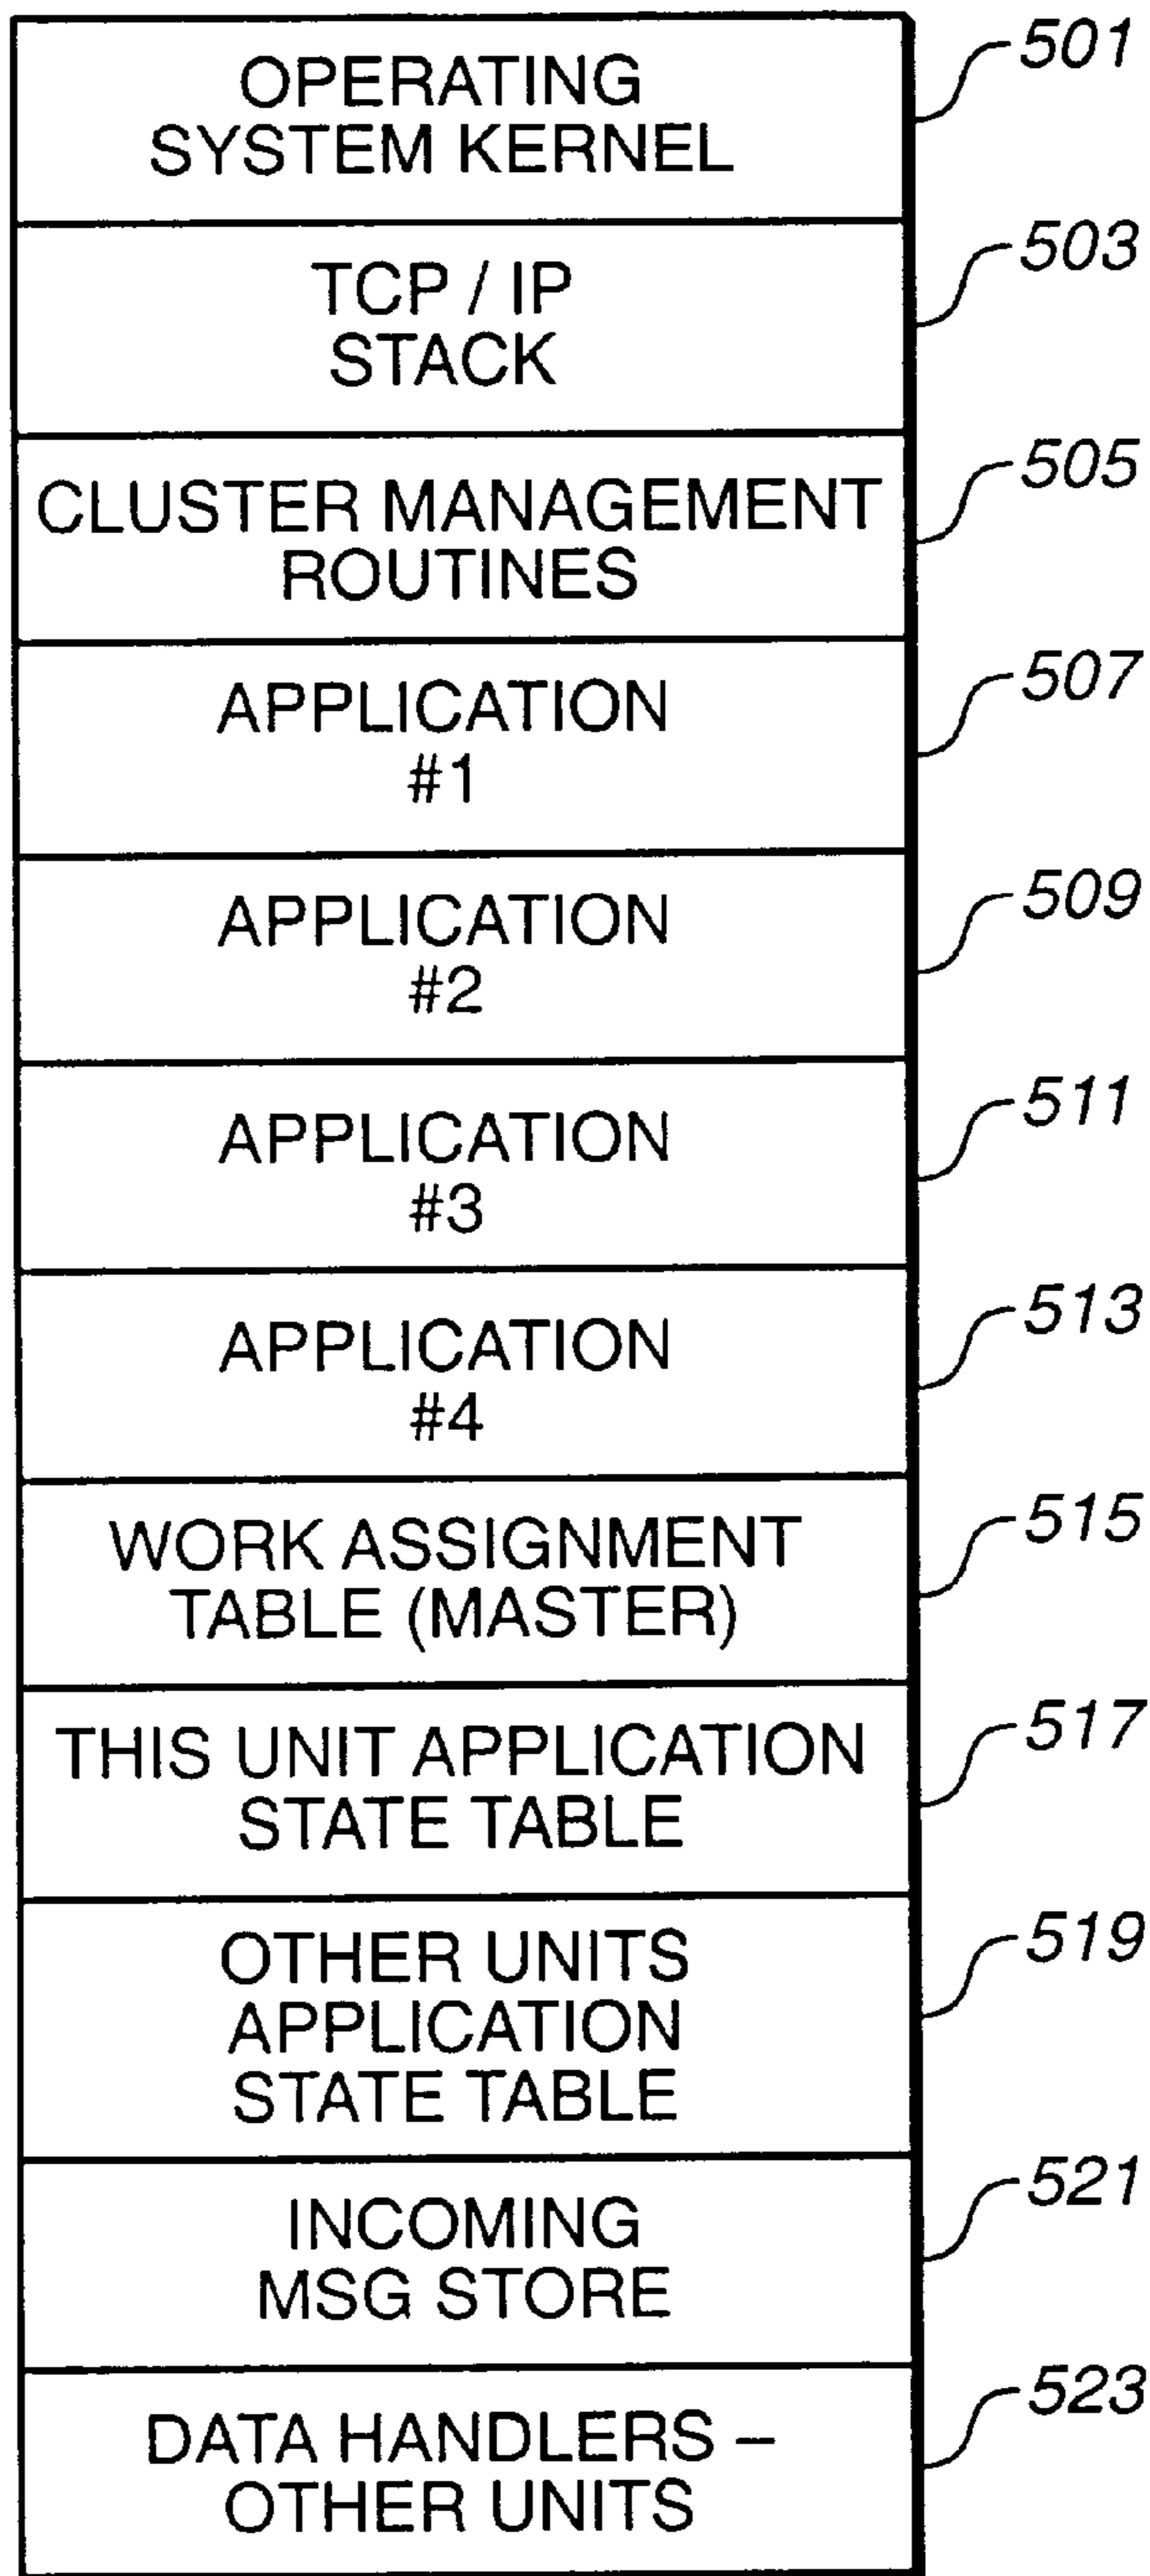 OPERATING
SYSTEM KERNEL
501
TCP / IP
STACK
503
CLUSTER MANAGEMENT
ROUTINES
505
APPLICATION
#1
507
APPLICATION
#2
509
APPLICATION
#3
511
APPLICATION
#4
513
WORK ASSIGNMENT
TABLE (MASTER)
515
THIS UNIT APPLICATION
STATE TABLE
517
OTHER UNITS
APPLICATION
STATE TABLE
519
INCOMING
MSG STORE
521
DATA HANDLERS –
OTHER UNITS
523